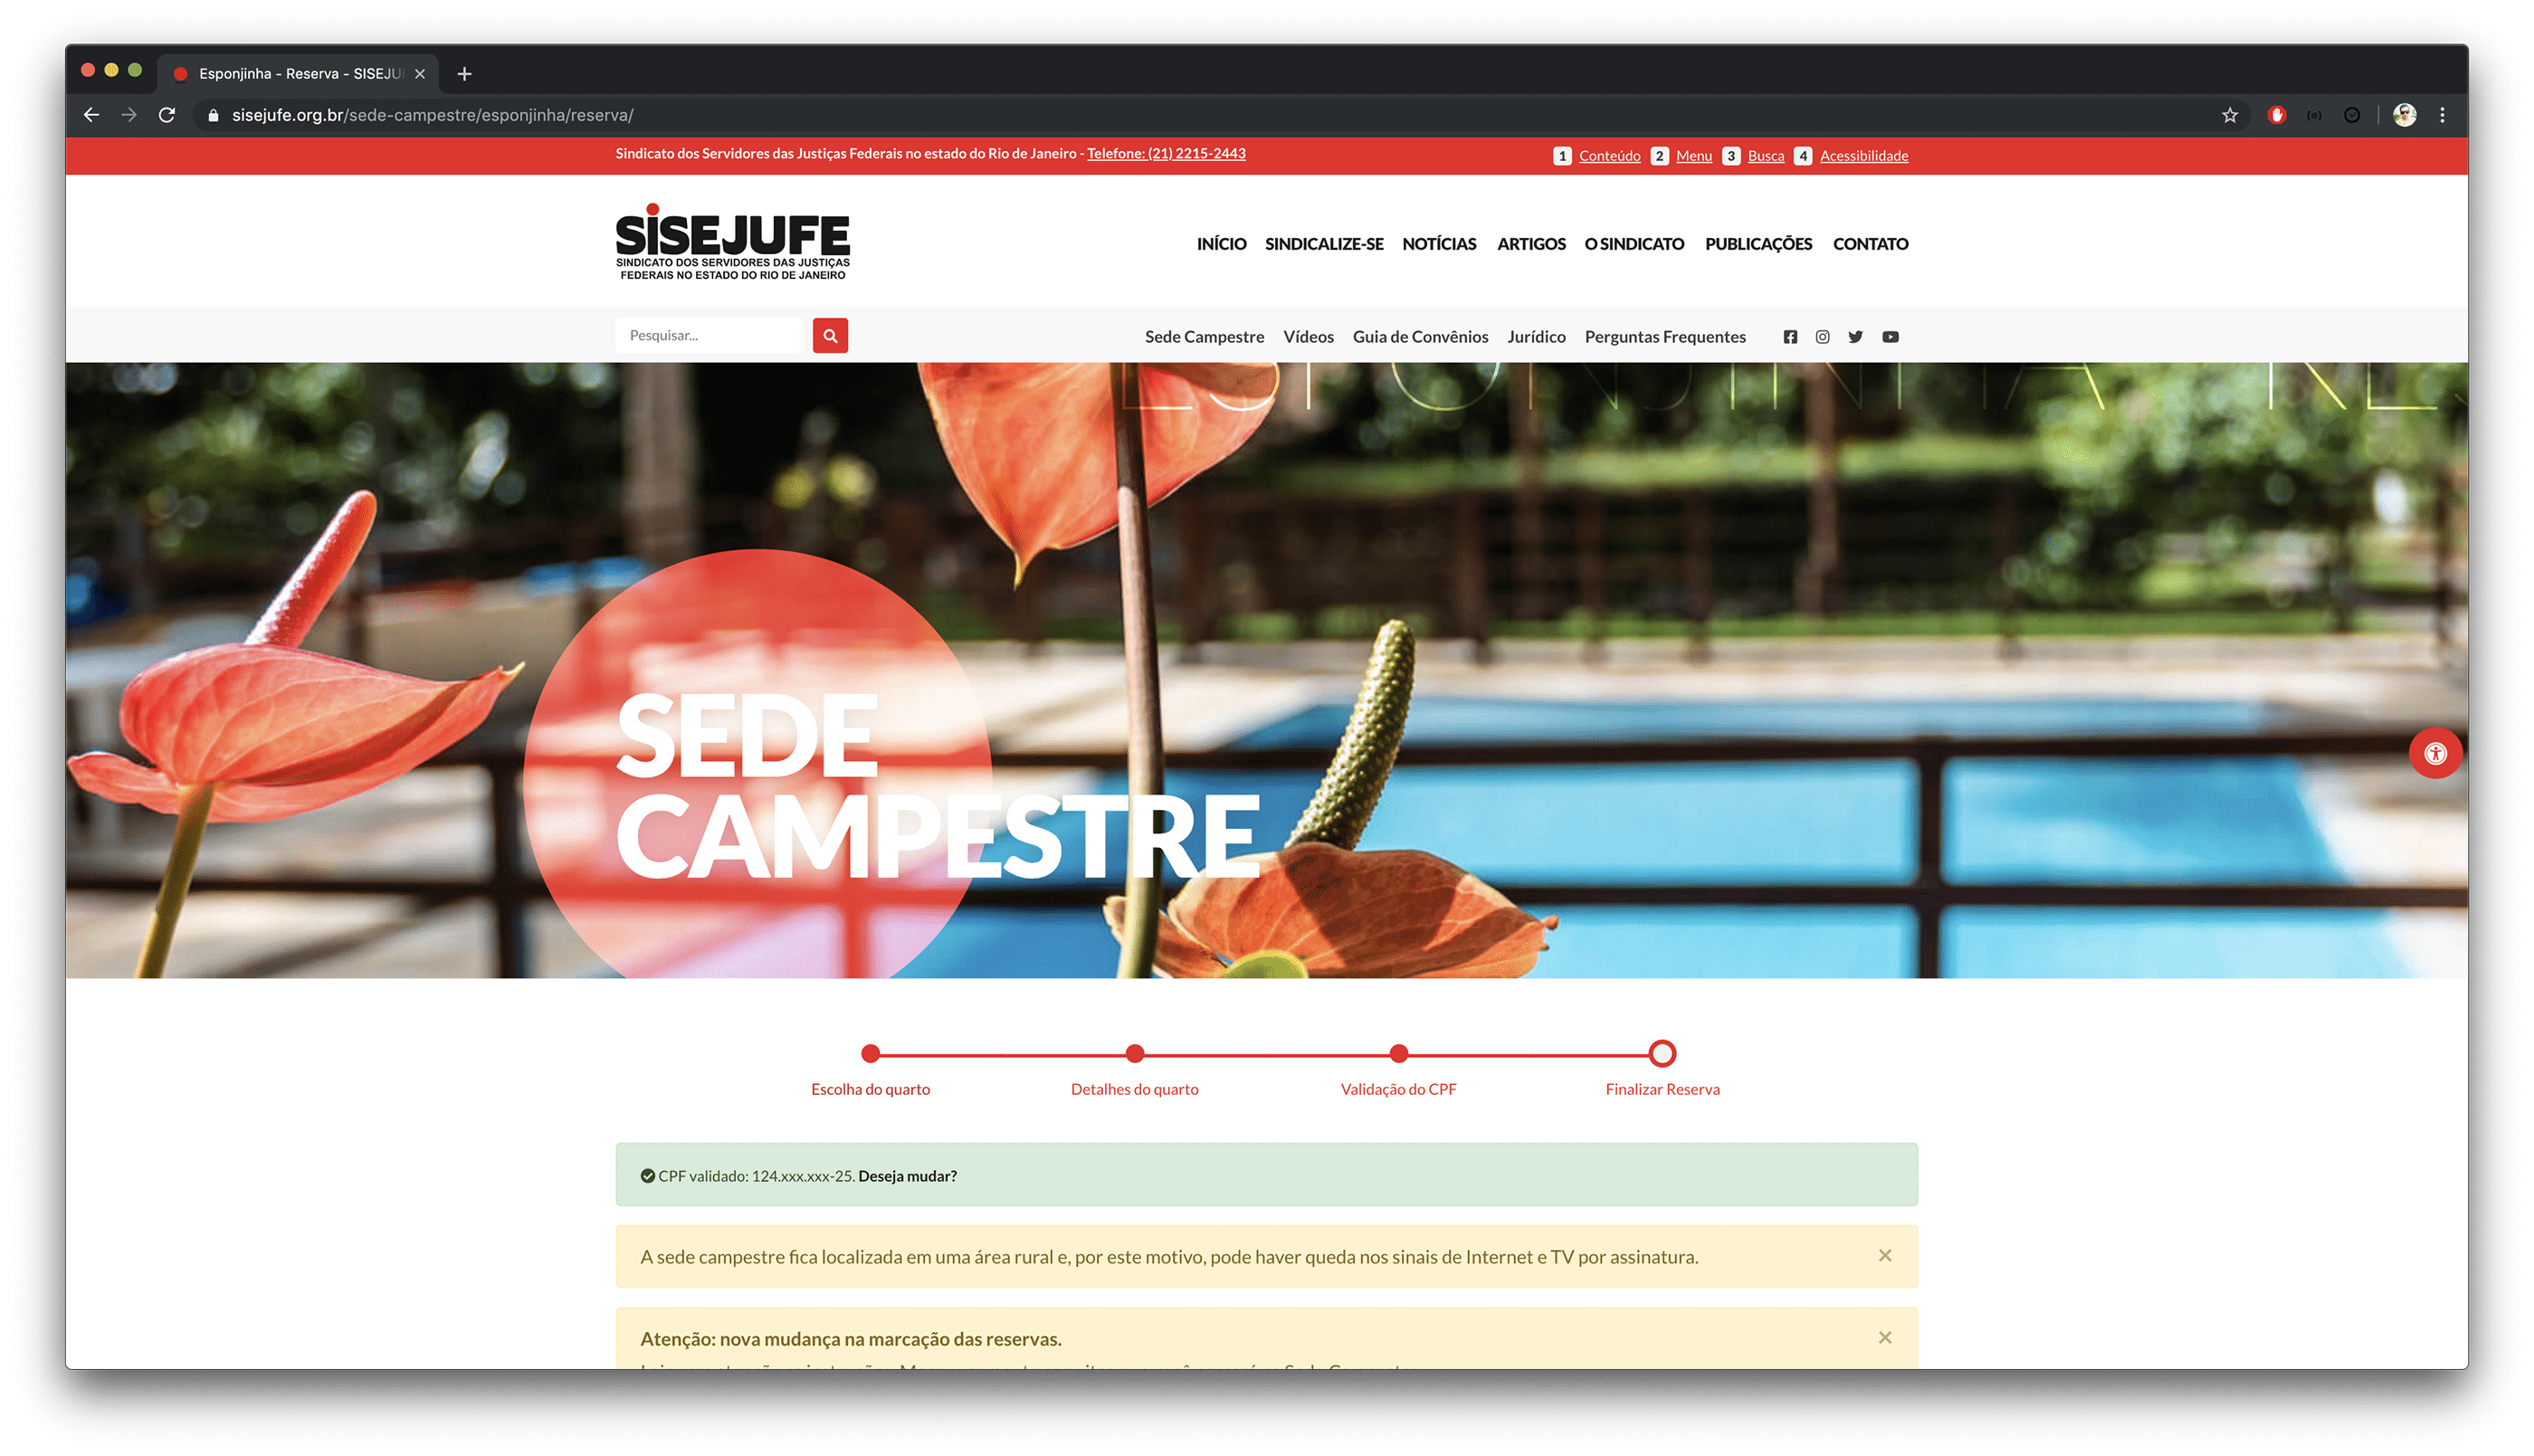 Esponjinha - Reserva - SISEJU
sisejufe.org.br/sede-campestre/esponjinha/reserva/
Sindicato dos Servidores das Justiças Federais no estado do Rio de Janeiro - Telefone: (21) 2215-2443
1 Conteúdo 2 Menu 3 Busca 4 Acessibilidade
SISEJUFE
SINDICATO DOS SERVIDORES DAS JUSTIÇAS
FEDERAIS NO ESTADO DO RIO DE JANEIRO
INÍCIO SINDICALIZE-SE NOTÍCIAS ARTIGOS O SINDICATO PUBLICAÇÕES CONTATO
Pesquisar...
Sede Campestre Vídeos Guia de Convênios Jurídico Perguntas Frequentes
SEDE
CAMPESTRE
Escolha do quarto Detalhes do quarto Validação do CPF Finalizar Reserva
CPF validado: 124.xxx.xxx-25. Deseja mudar?
A sede campestre fica localizada em uma área rural e, por este motivo, pode haver queda nos sinais de Internet e TV por assinatura.
Atenção: nova mudança na marcação das reservas.